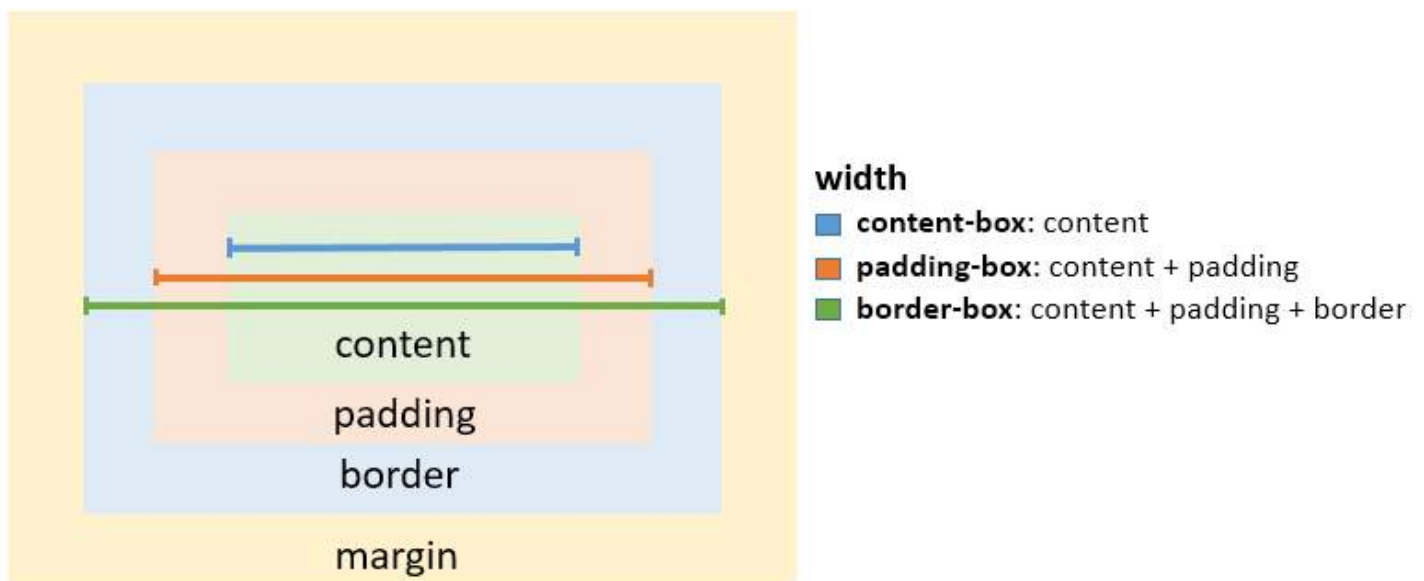 content
padding
border
margin
width
content-box: content
padding-box: content + padding
border-box: content + padding + border